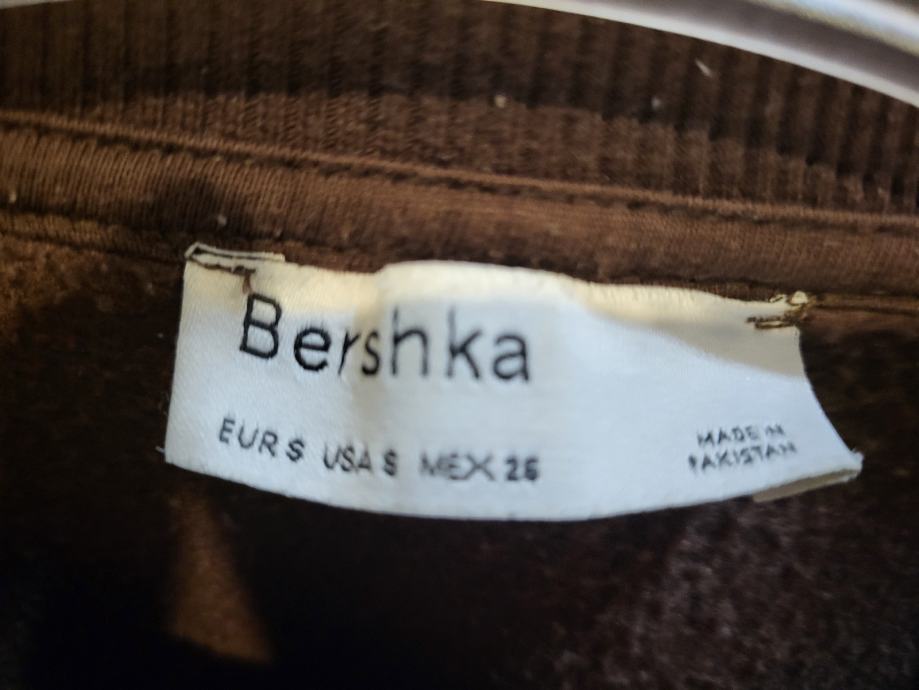 Bershka
EUR S USA S MEX 26
MADE IN
PAKISTAN